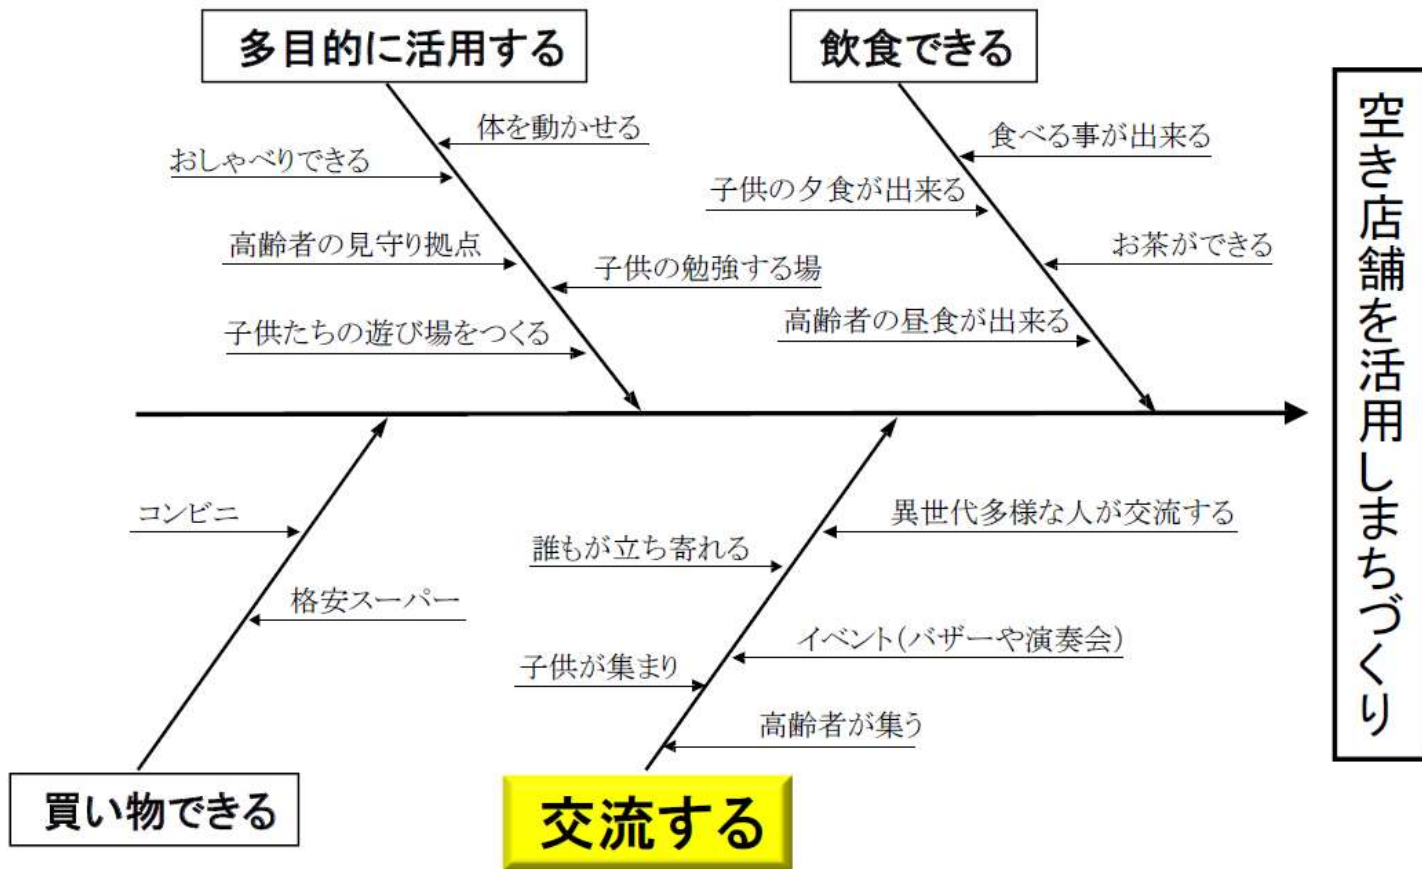 多目的に活用する
体を動かせる
おしゃべりできる
高齢者の見守り拠点
子供の勉強する場
子供たちの遊び場をつくる
飲食できる
食べる事が出来る
子供の夕食が出来る
お茶ができる
高齢者の昼食が出来る
空き店舗を活用しまちづくり
コンビニ
格安スーパー
買い物できる
異世代多様な人が交流する
誰もが立ち寄れる
イベント(バザーや演奏会)
子供が集まり
高齢者が集う
交流する